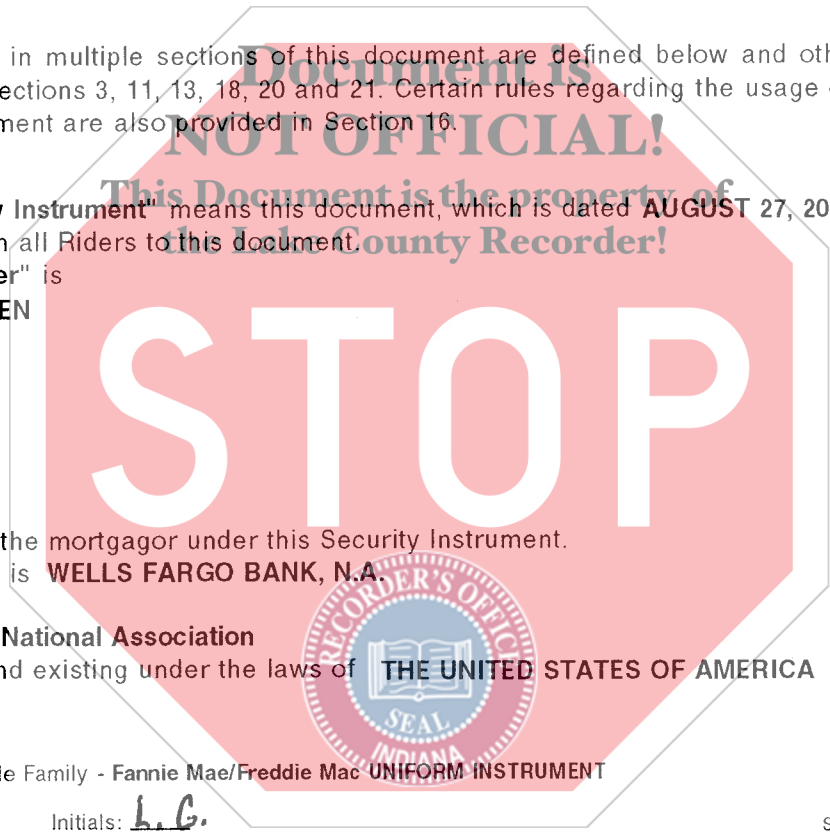 Document is
in multiple sections of this document are defined below and oth
ections 3, 11, 13, 18, 20 and 21. Certain rules regarding the usage
NOT OFFICIAL!
ment are also provided in Section 16.
This Document is the property of
Instrument" means this document, which is dated AUGUST 27, 20
the Lake County Recorder!
all Riders to this document.
er" is
EN
STOP
the mortgagor under this Security Instrument.
is WELLS FARGO BANK, N.A.
RECORDER'S OFFICE
National Association
nd existing under the laws of THE UNITED STATES OF AMERICA
SEAL
INDIANA
le Family - Fannie Mae/Freddie Mac UNIFORM INSTRUMENT
Initials: L. G.
S